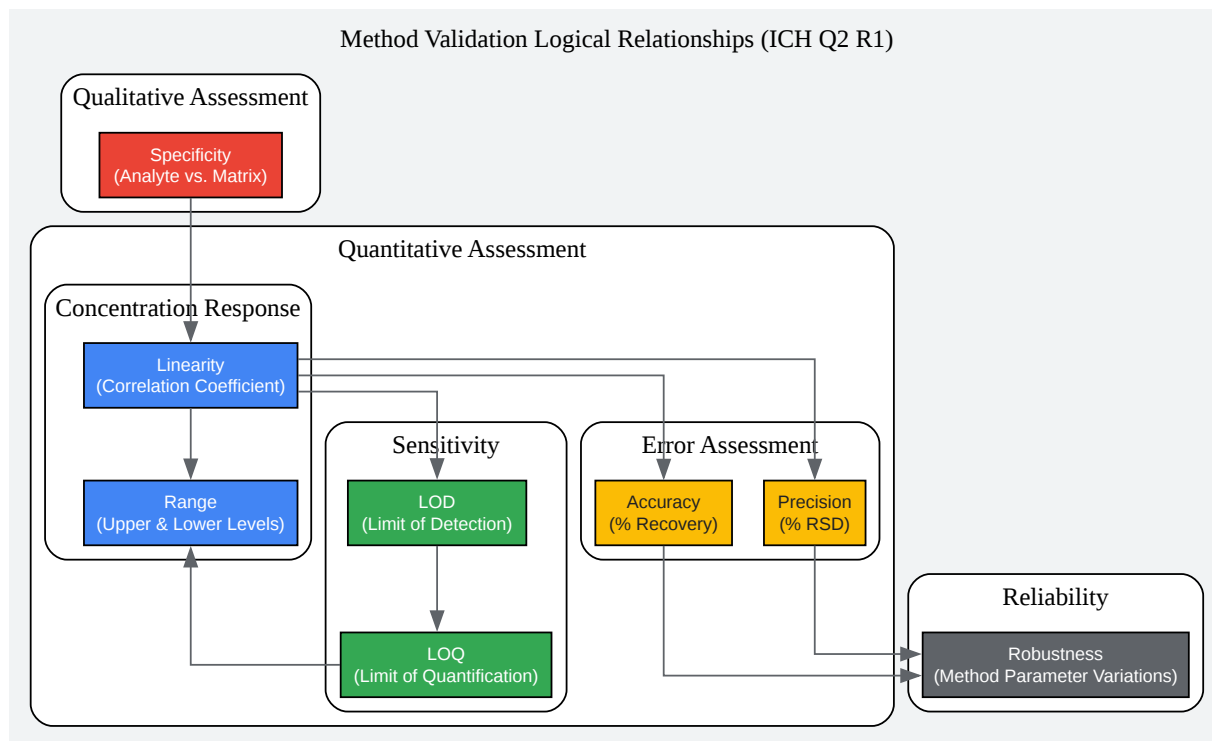 Method Validation Logical Relationships (ICH Q2 R1)
Qualitative Assessment
Specificity
(Analyte vs. Matrix)
Quantitative Assessment
Concentration Response
Linearity
(Correlation Coefficient)
Range
(Upper & Lower Levels)
Sensitivity
LOD
(Limit of Detection)
LOQ
(Limit of Quantification)
Error Assessment
Accuracy
(% Recovery)
Precision
(% RSD)
Reliability
Robustness
(Method Parameter Variations)